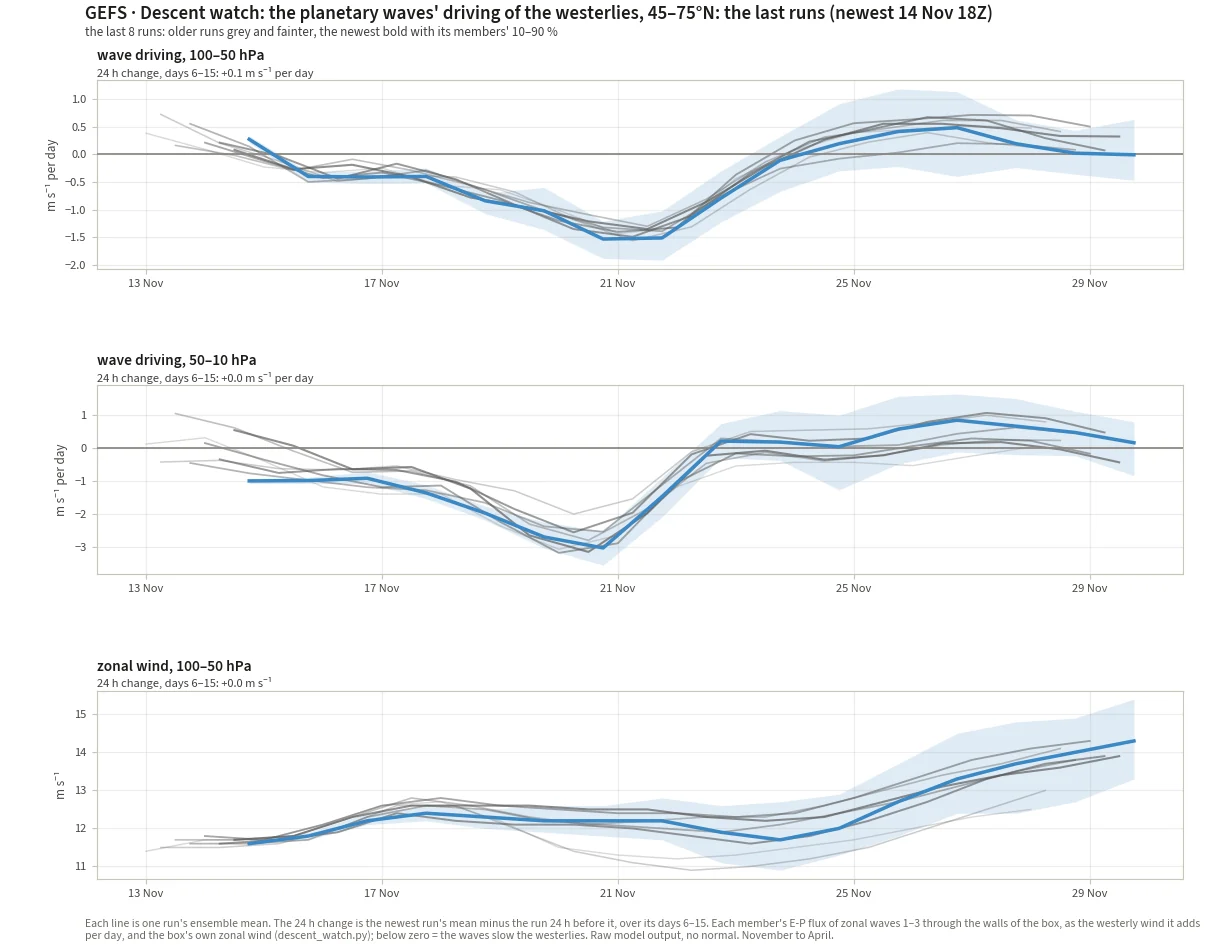 GEFS · Descent watch: the planetary waves' driving of the westerlies, 45–75°N: the last runs (newest 14 Nov 18Z)
the last 8 runs: older runs grey and fainter, the newest bold with its members' 10–90 %
wave driving, 100–50 hPa
24 h change, days 6–15: +0.1 m s⁻¹ per day
1.0
0.5
0.0
−0.5
−1.0
−1.5
−2.0
m s⁻¹ per day
13 Nov 17 Nov 21 Nov 25 Nov 29 Nov
wave driving, 50–10 hPa
24 h change, days 6–15: +0.0 m s⁻¹ per day
1
0
−1
−2
−3
m s⁻¹ per day
13 Nov 17 Nov 21 Nov 25 Nov 29 Nov
zonal wind, 100–50 hPa
24 h change, days 6–15: +0.0 m s⁻¹
15
14
13
12
11
m s⁻¹
13 Nov 17 Nov 21 Nov 25 Nov 29 Nov
Each line is one run's ensemble mean. The 24 h change is the newest run's mean minus the run 24 h before it, over its days 6–15. Each member's E-P flux of zonal waves 1–3 through the walls of the box, as the westerly wind it adds
per day, and the box's own zonal wind (descent_watch.py); below zero = the waves slow the westerlies. Raw model output, no normal. November to April.